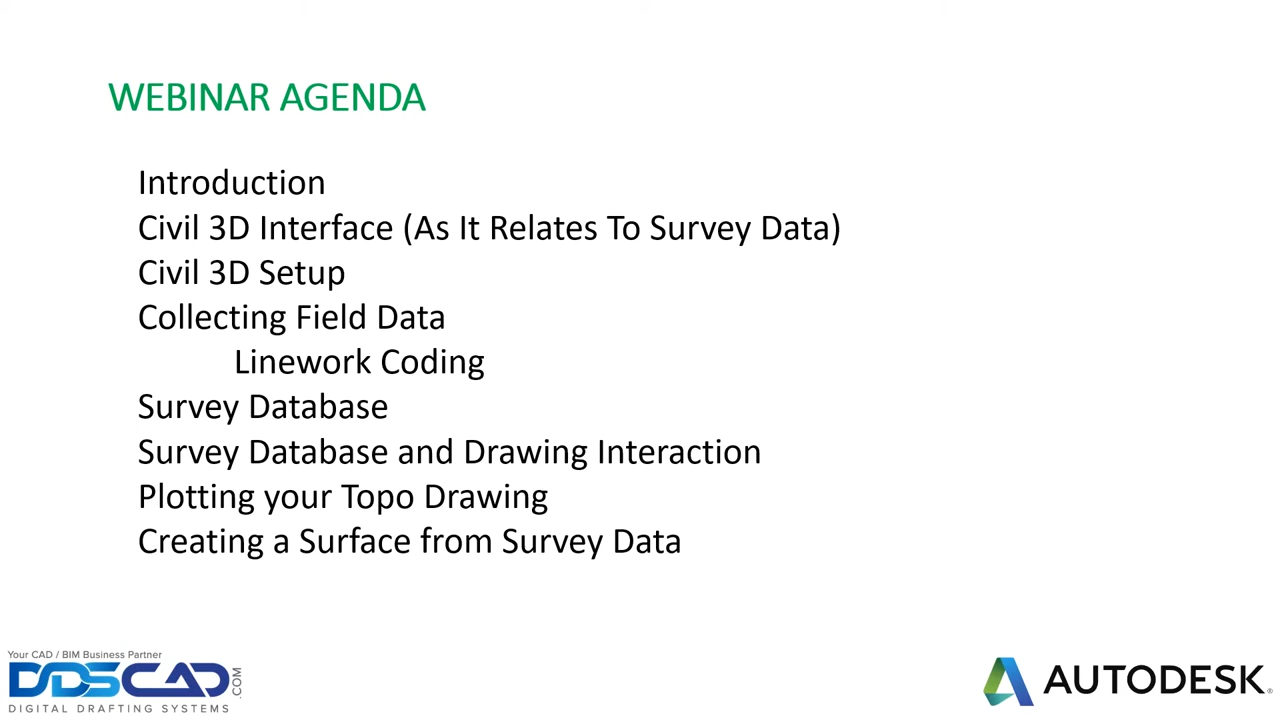 WEBINAR AGENDA
Introduction
Civil 3D Interface (As It Relates To Survey Data)
Civil 3D Setup
Collecting Field Data
Linework Coding
Survey Database
Survey Database and Drawing Interaction
Plotting your Topo Drawing
Creating a Surface from Survey Data
Your CAD / BIM Business Partner
DDSCAD.COM
DIGITAL DRAFTING SYSTEMS
AUTODESK®